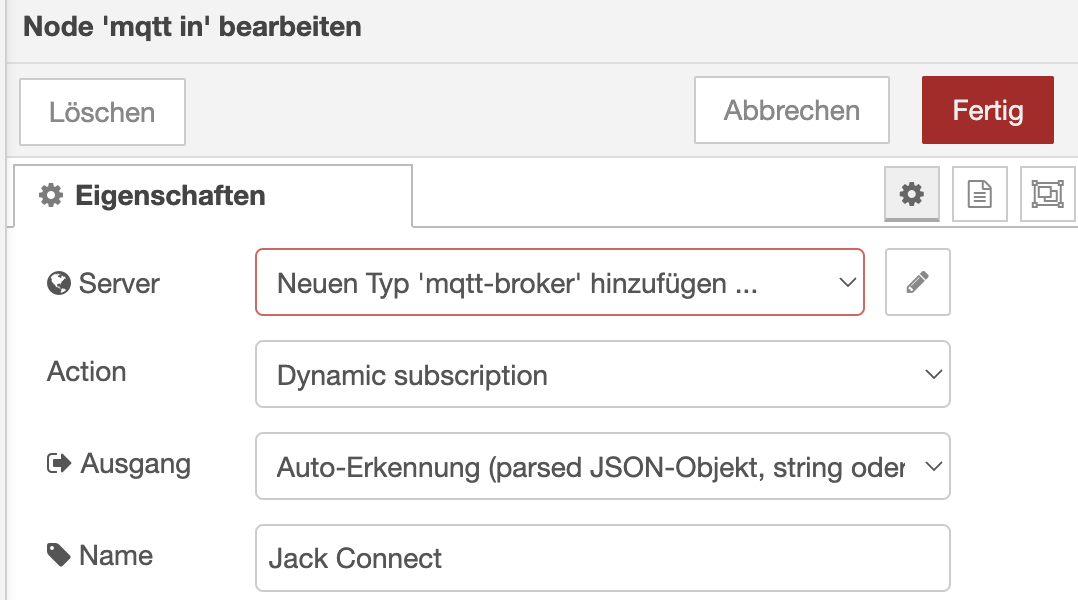 Node 'mqtt in' bearbeiten
Löschen
Abbrechen
Fertig
Eigenschaften
Server
Neuen Typ 'mqtt-broker' hinzufügen ...
Action
Dynamic subscription
Ausgang
Auto-Erkennung (parsed JSON-Objekt, string oder
Name
Jack Connect